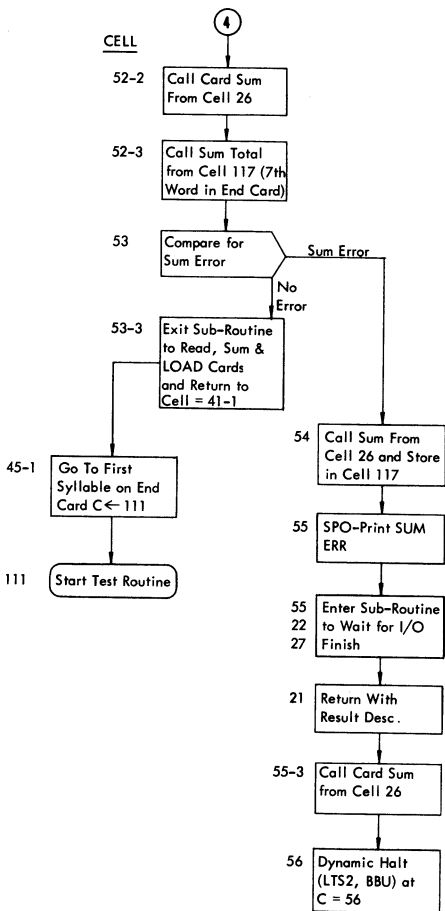 4
CELL
52-2
Call Card Sum
From Cell 26
52-3
Call Sum Total
from Cell 117 (7th
Word in End Card)
53
Compare for
Sum Error
Sum Error
No
Error
53-3
Exit Sub-Routine
to Read, Sum &
LOAD Cards
and Return to
Cell = 41-1
45-1
Go To First
Syllable on End
Card C ← 111
111
Start Test Routine
54
Call Sum From
Cell 26 and Store
in Cell 117
55
SPO-Print SUM
ERR
55
22
27
Enter Sub-Routine
to Wait for I/O
Finish
21
Return With
Result Desc.
55-3
Call Card Sum
from Cell 26
56
Dynamic Halt
(LTS2, BBU) at
C = 56